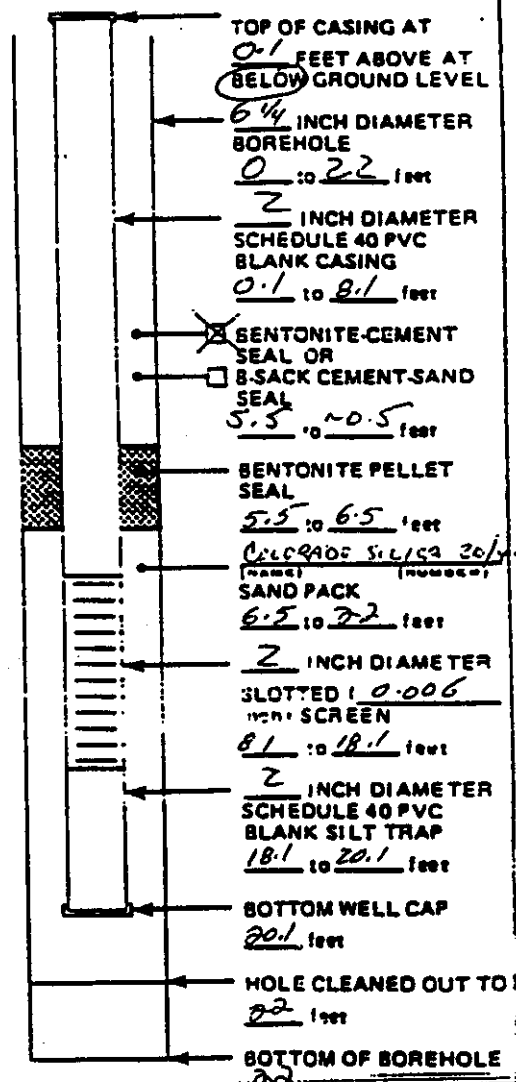 TOP OF CASING AT
0.1 FEET ABOVE AT
BELOW GROUND LEVEL
6 1/4 INCH DIAMETER
BOREHOLE
0 to 22 feet
2 INCH DIAMETER
SCHEDULE 40 PVC
BLANK CASING
0.1 to 8.1 feet
BENTONITE-CEMENT
SEAL OR
8-SACK CEMENT-SAND
SEAL
5.5 to ~0.5 feet
BENTONITE PELLET
SEAL
5.5 to 6.5 feet
SILICA 20/
(NAME) (NUMBER)
SAND PACK
6.5 to 22 feet
2 INCH DIAMETER
SLOTTED ( 0.006
inch) SCREEN
8.1 to 18.1 feet
2 INCH DIAMETER
SCHEDULE 40 PVC
BLANK SILT TRAP
18.1 to 20.1 feet
BOTTOM WELL CAP
20.1 feet
HOLE CLEANED OUT TO
22 feet
BOTTOM OF BOREHOLE
22